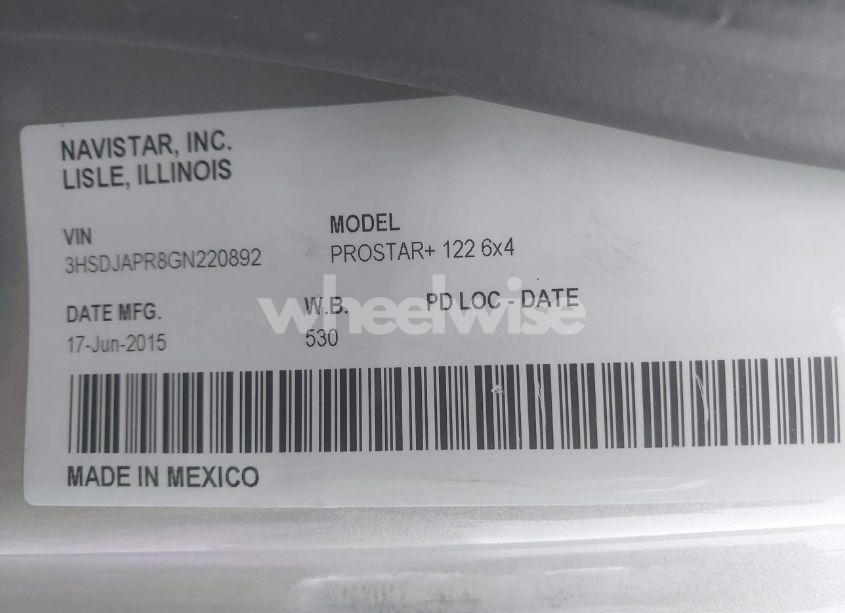 NAVISTAR, INC.
LISLE, ILLINOIS
VIN
3HSDJAPR8GN220892
MODEL
PROSTAR+ 122 6x4
DATE MFG.
17-Jun-2015
W.B.
530
PD LOC - DATE
wheelwise
MADE IN MEXICO